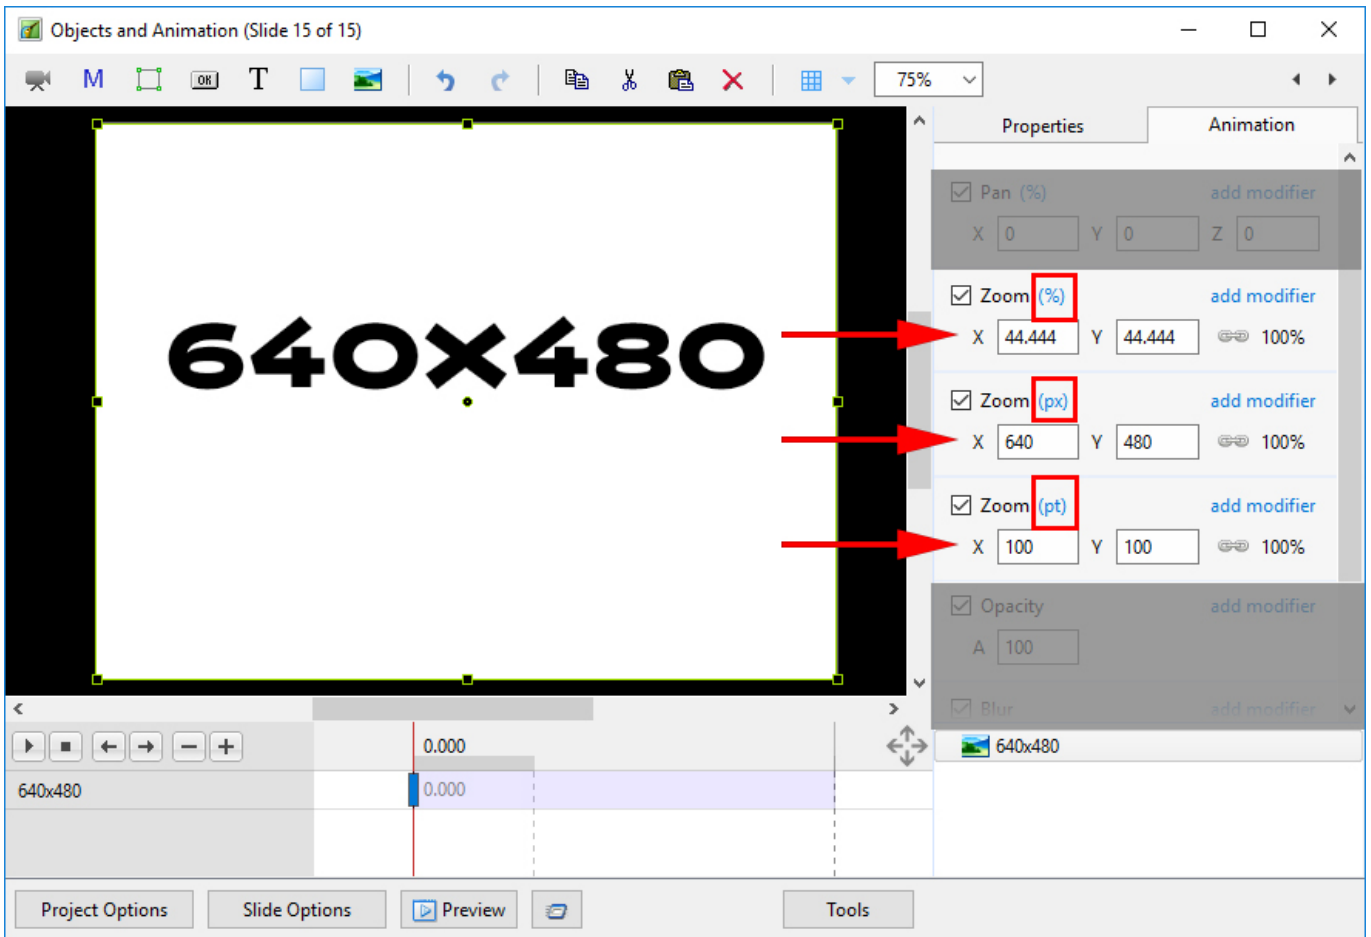 Objects and Animation (Slide 15 of 15)
M OK T 75%
Properties Animation
Pan (%) add modifier
X 0 Y 0 Z 0
Zoom (%) add modifier
X 44.444 Y 44.444 100%
640x480
Zoom (px) add modifier
X 640 Y 480 100%
Zoom (pt) add modifier
X 100 Y 100 100%
Opacity add modifier
A 100
Blur add modifier
0.000
640x480
640x480 0.000
Project Options Slide Options Preview Tools